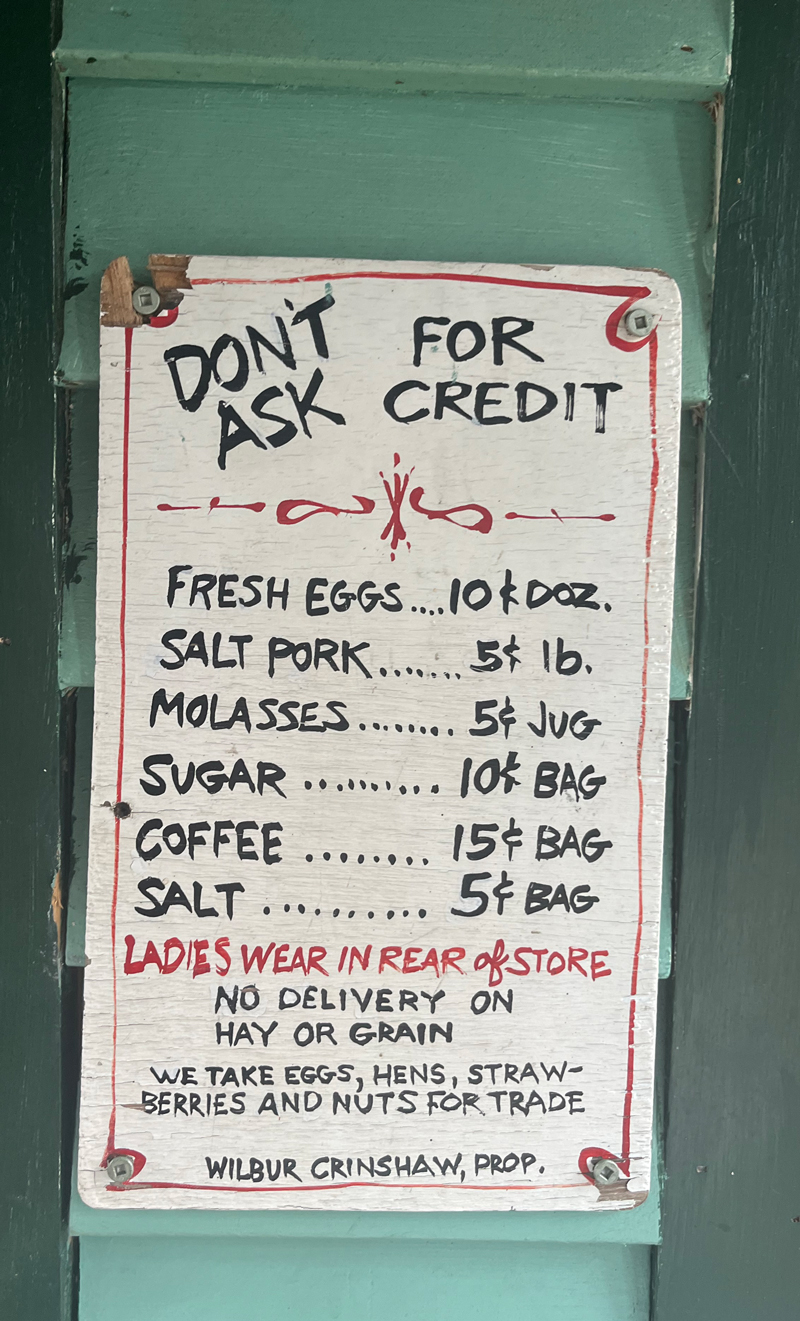 DON'T ASK FOR CREDIT
FRESH EGGS....10¢ DOZ.
SALT PORK....... 5¢ lb.
MOLASSES........ 5¢ JUG
SUGAR .......... 10¢ BAG
COFFEE ........ 15¢ BAG
SALT .......... 5¢ BAG
LADIES WEAR IN REAR of STORE
NO DELIVERY ON
HAY OR GRAIN
WE TAKE EGGS, HENS, STRAW-
BERRIES AND NUTS FOR TRADE
WILBUR CRINSHAW, PROP.